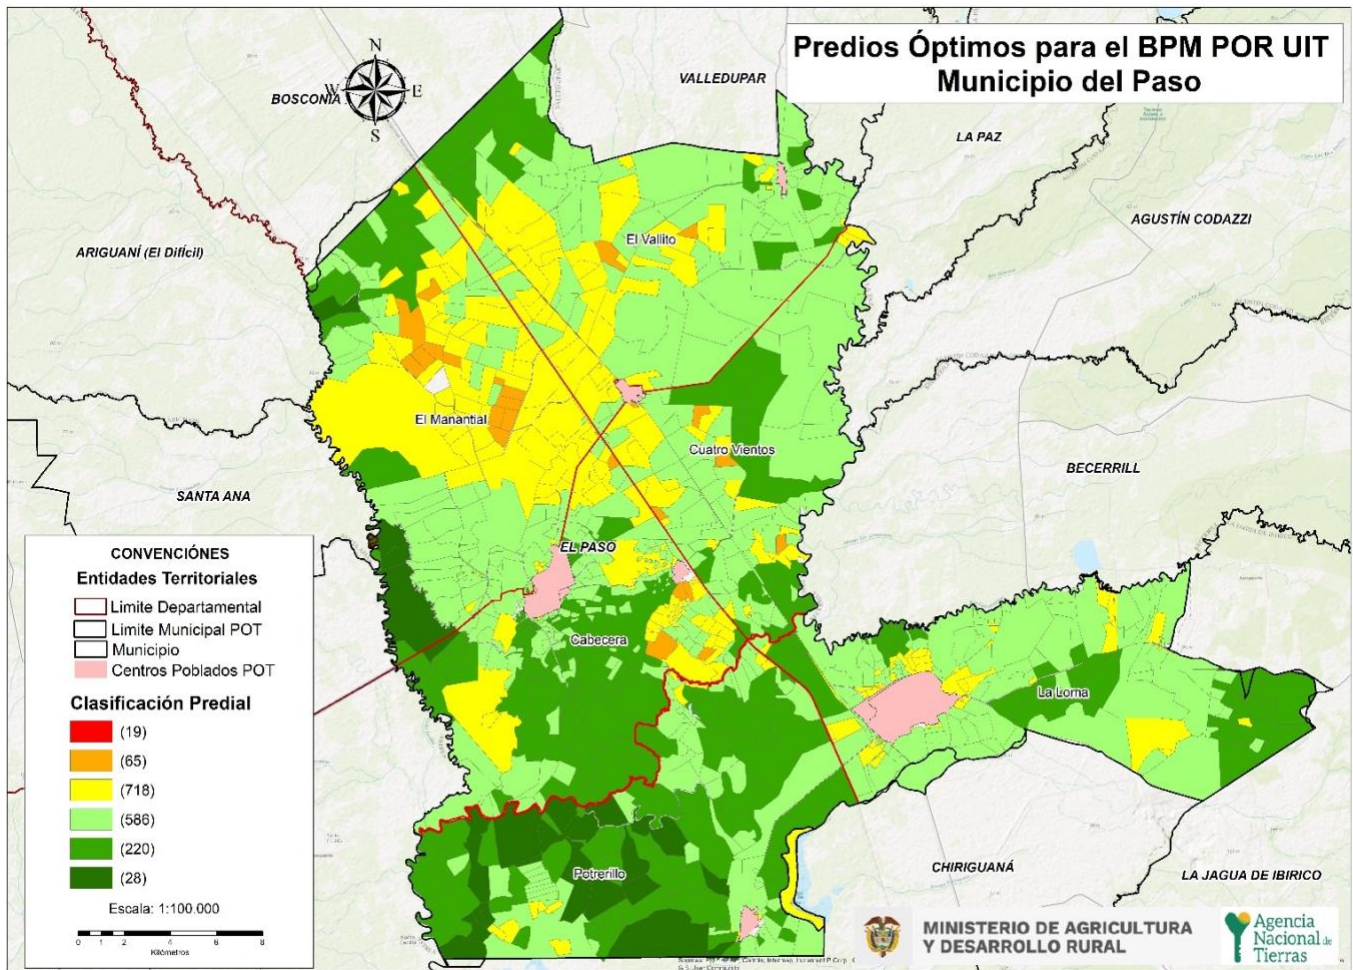 Predios Óptimos para el BPM POR UIT
Municipio del Paso
N
W
E
S
BOSCONIA
VALLEDUPAR
LA PAZ
AGUSTÍN CODAZZI
ARIGUANÍ (El Difícil)
El Vallito
El Manantial
Cuatro Vientos
BECERRILL
SANTA ANA
EL PASO
Cabecera
La Loma
Potrerillo
CHIRIGUANÁ
LA JAGUA DE IBIRICO
CONVENCIÓNES
Entidades Territoriales
Limite Departamental
Limite Municipal POT
Municipio
Centros Poblados POT
Clasificación Predial
(19)
(65)
(718)
(586)
(220)
(28)
Escala: 1:100.000
0 1 2 4 6 8
Kilómetros
MINISTERIO DE AGRICULTURA
Y DESARROLLO RURAL
Agencia
Nacional de
Tierras